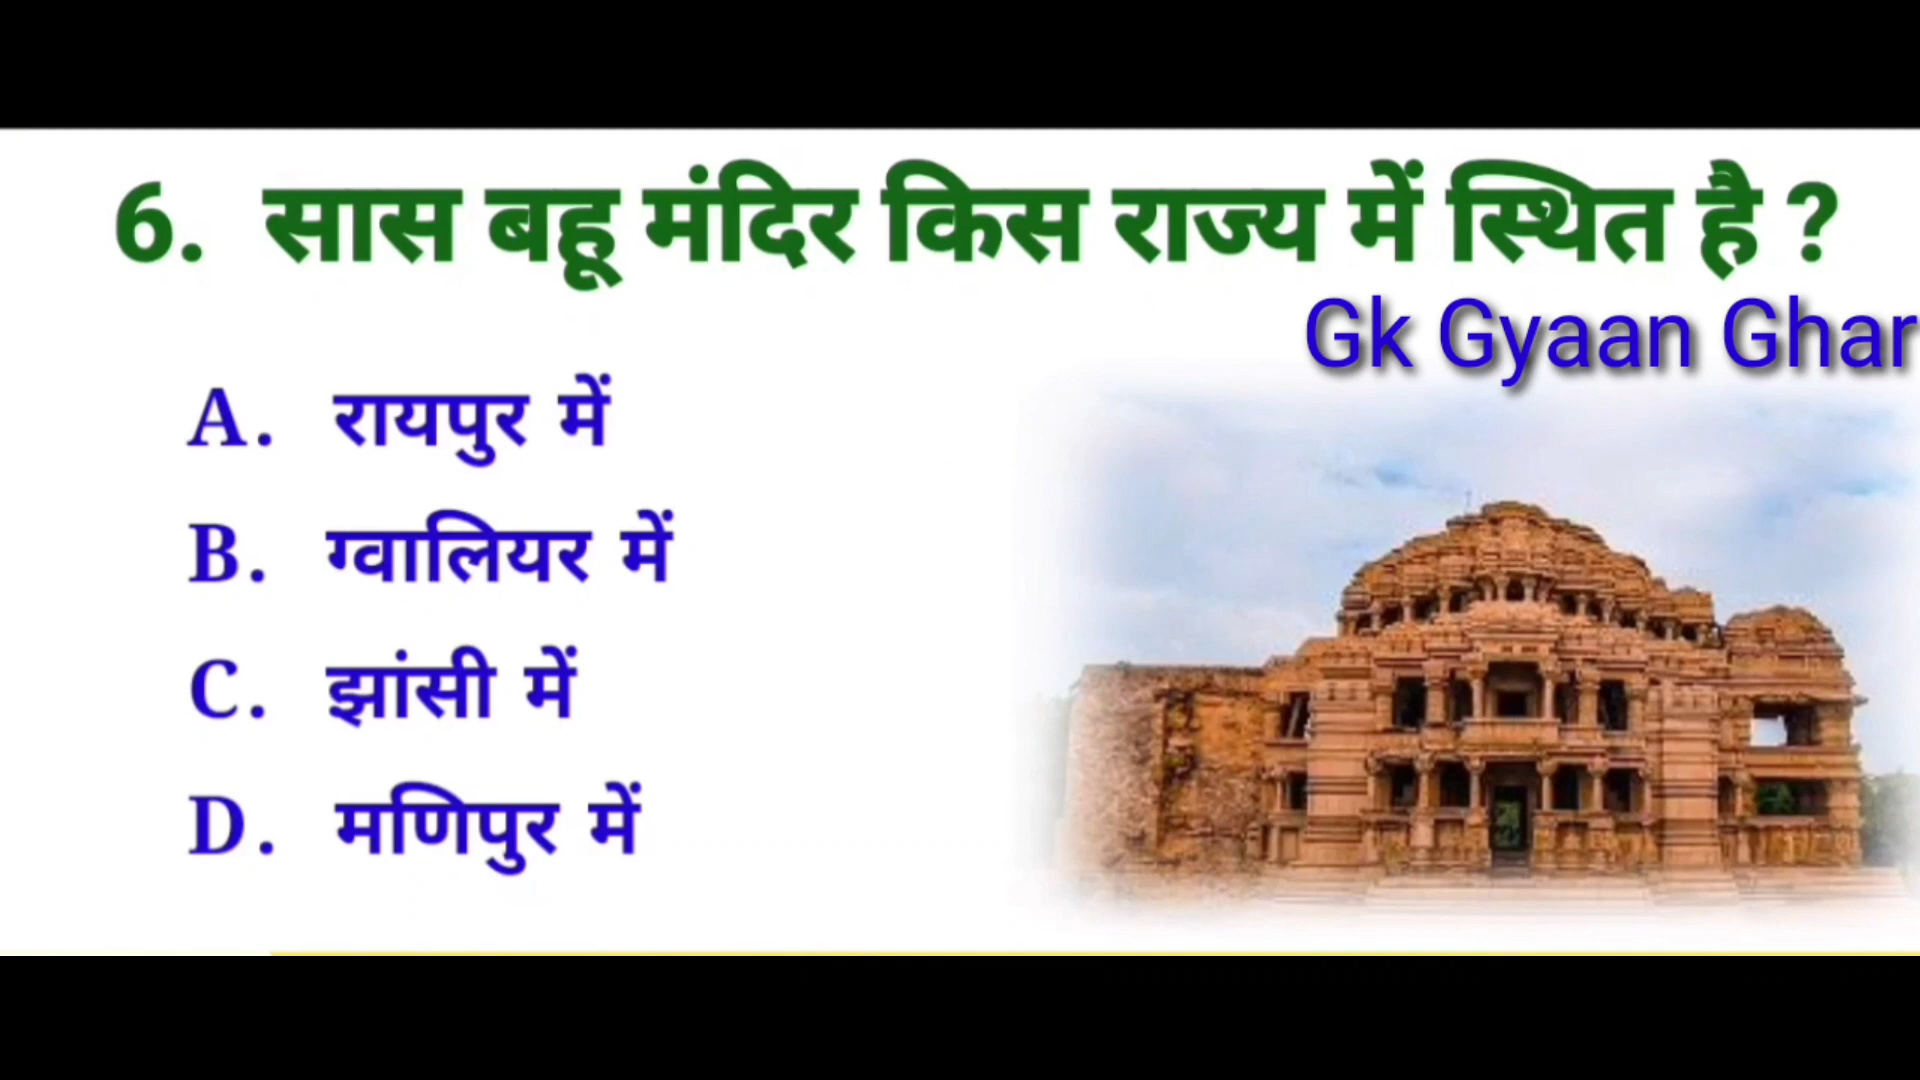 6. सास बहू मंदिर किस राज्य में स्थित है ?
Gk Gyaan Ghar
A. रायपुर में
B. ग्वालियर में
C. झांसी में
D. मणिपुर में